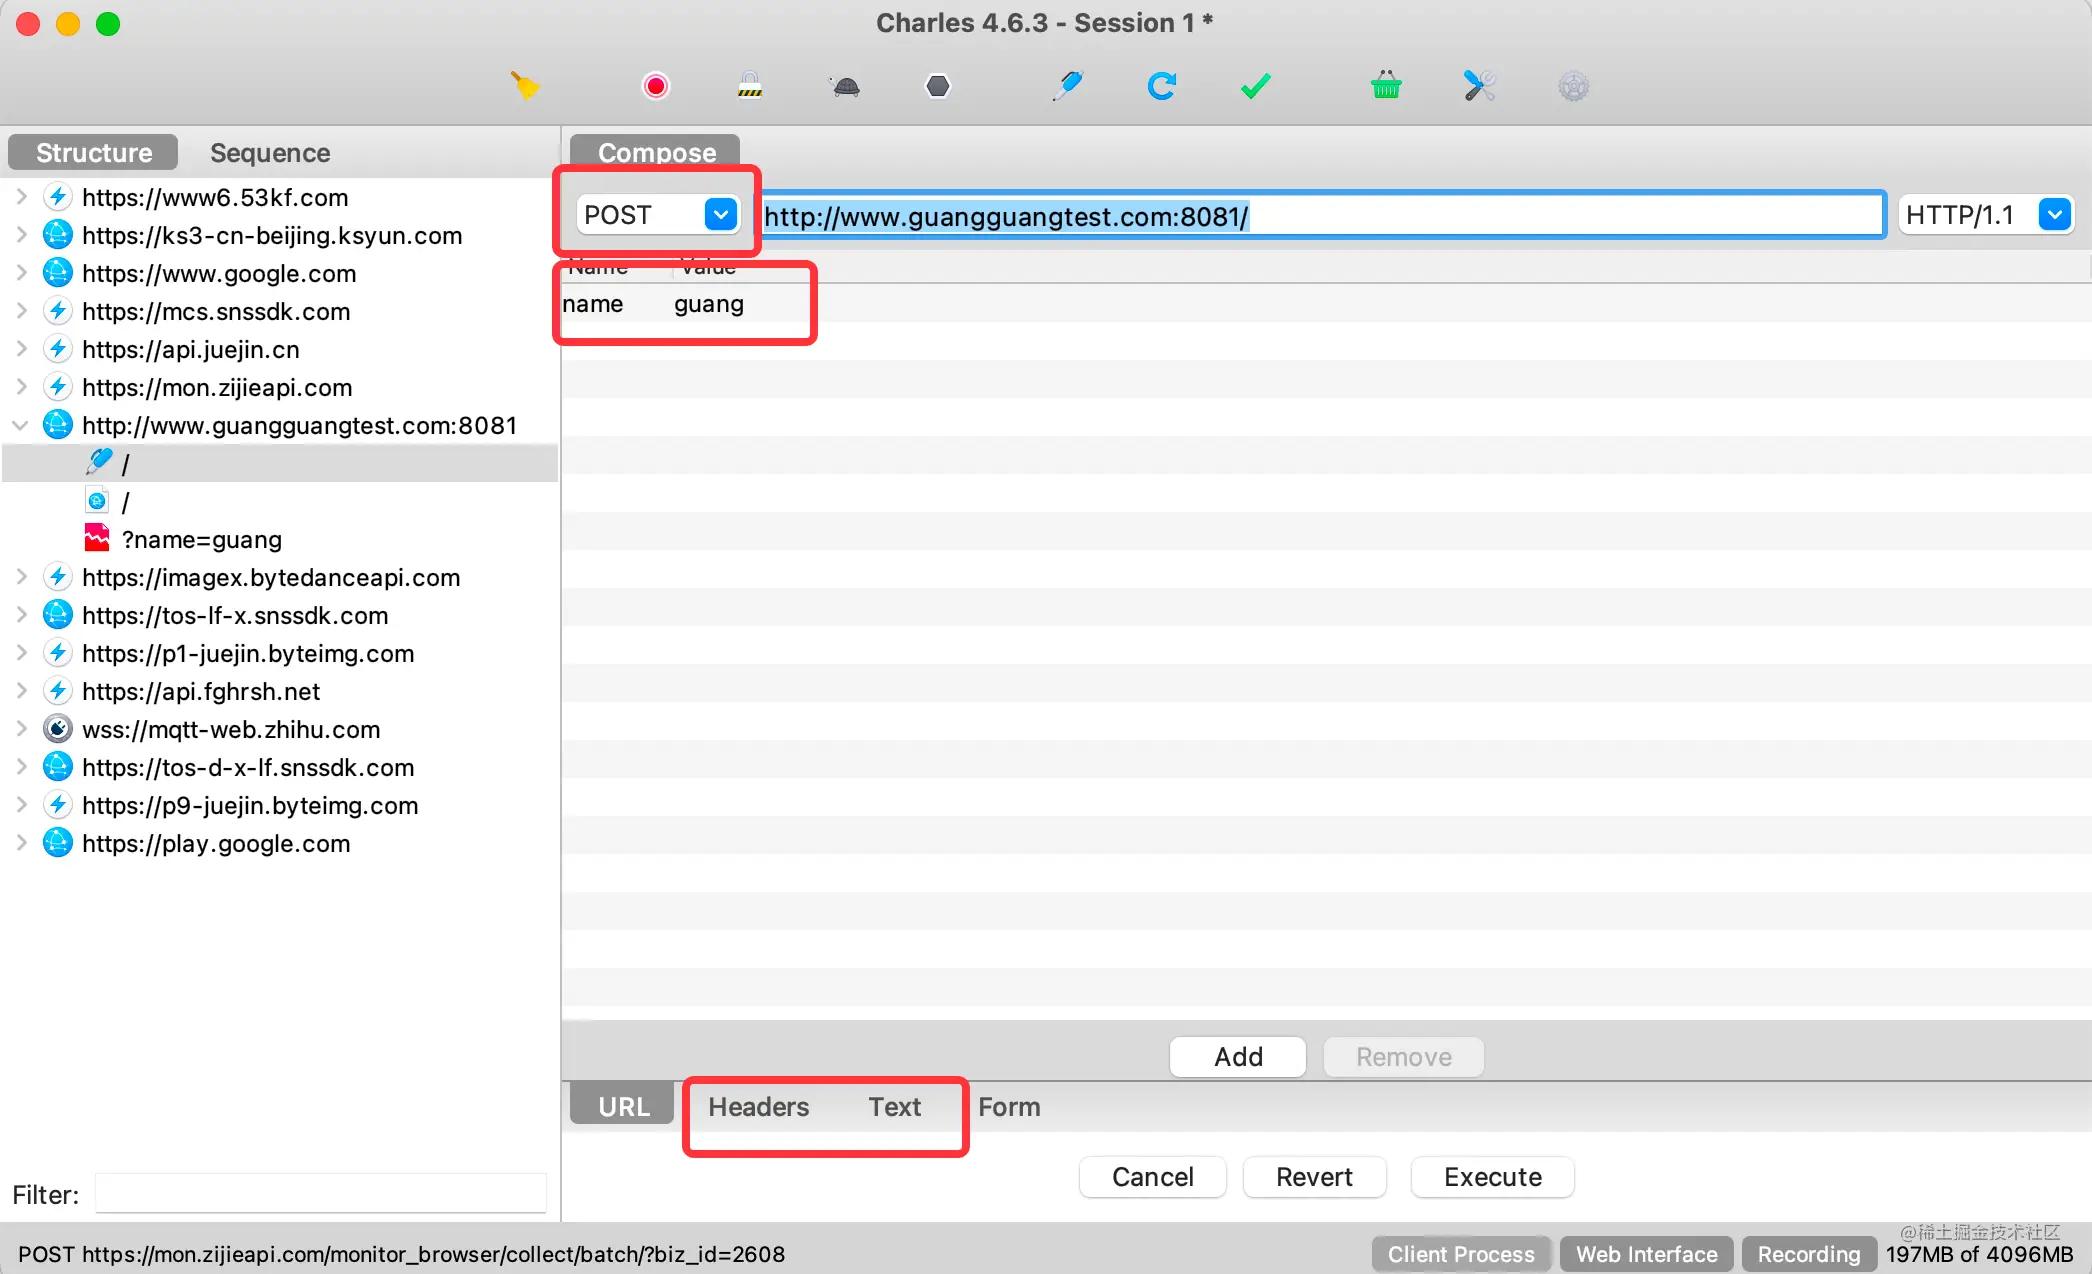 Charles 4.6.3 - Session 1 *
Structure
Sequence
https://www6.53kf.com
https://ks3-cn-beijing.ksyun.com
https://www.google.com
https://mcs.snssdk.com
https://api.juejin.cn
https://mon.zijieapi.com
http://www.guangguangtest.com:8081
/
/
?name=guang
https://imagex.bytedanceapi.com
https://tos-lf-x.snssdk.com
https://p1-juejin.byteimg.com
https://api.fghrsh.net
wss://mqtt-web.zhihu.com
https://tos-d-x-lf.snssdk.com
https://p9-juejin.byteimg.com
https://play.google.com
Filter:
Compose
POST http://www.guangguangtest.com:8081/ HTTP/1.1
Name Value
name guang
Add Remove
URL Headers Text Form
Cancel Revert Execute
@稀土掘金技术社区
POST https://mon.zijieapi.com/monitor_browser/collect/batch/?biz_id=2608
Client Process Web Interface Recording 197MB of 4096MB